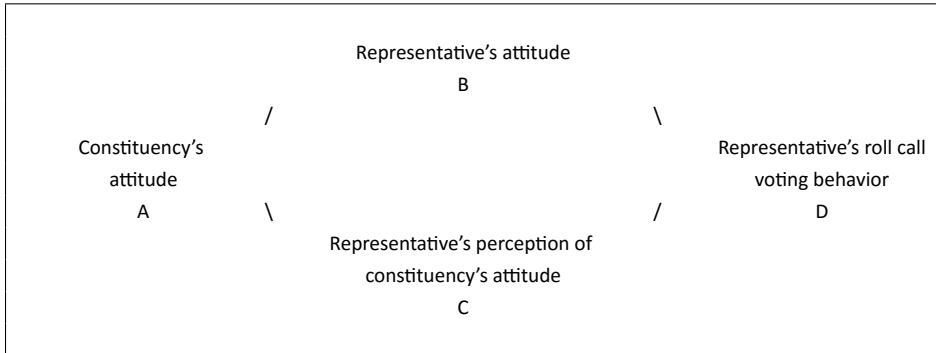 Representative's attitude
B
/ \
Constituency's Representative's roll call
attitude voting behavior
A \ / D
Representative's perception of
constituency's attitude
C